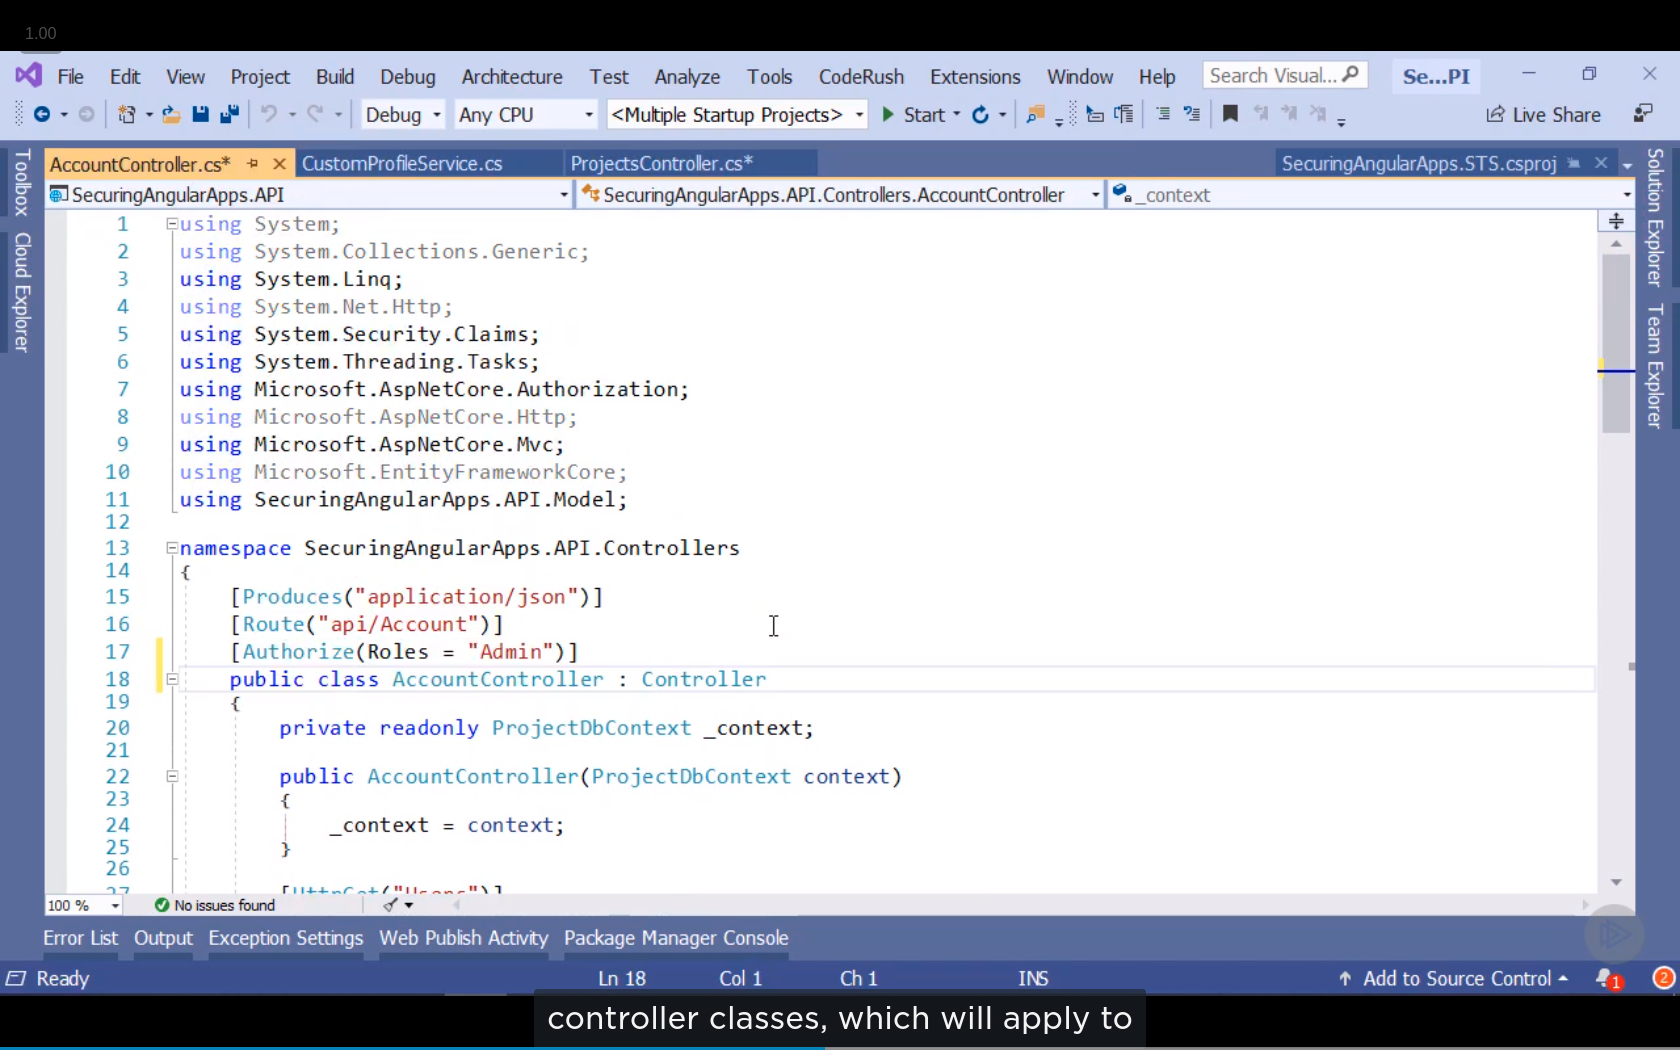 1.00
File Edit View Project Build Debug Architecture Test Analyze Tools CodeRush Extensions Window Help Search Visual... Se...PI
Debug Any CPU <Multiple Startup Projects> Start Live Share
AccountController.cs* CustomProfileService.cs ProjectsController.cs* SecuringAngularApps.STS.csproj
SecuringAngularApps.API SecuringAngularApps.API.Controllers.AccountController _context
Toolbox
Cloud Explorer
1 using System;
2 using System.Collections.Generic;
3 using System.Linq;
4 using System.Net.Http;
5 using System.Security.Claims;
6 using System.Threading.Tasks;
7 using Microsoft.AspNetCore.Authorization;
8 using Microsoft.AspNetCore.Http;
9 using Microsoft.AspNetCore.Mvc;
10 using Microsoft.EntityFrameworkCore;
11 using SecuringAngularApps.API.Model;
12
13 namespace SecuringAngularApps.API.Controllers
14 {
15 [Produces("application/json")]
16 [Route("api/Account")]
17 [Authorize(Roles = "Admin")]
18 public class AccountController : Controller
19 {
20 private readonly ProjectDbContext _context;
21
22 public AccountController(ProjectDbContext context)
23 {
24 _context = context;
25 }
26
27 [HttpGet("Users")]
Solution Explorer
Team Explorer
100 % No issues found
Error List Output Exception Settings Web Publish Activity Package Manager Console
Ready Ln 18 Col 1 Ch 1 INS Add to Source Control 1 2
controller classes, which will apply to